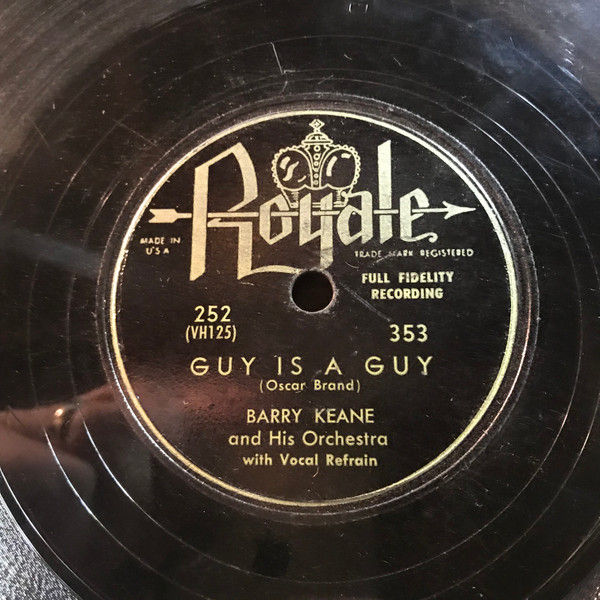 Royale
MADE IN
U S A
TRADE MARK REGISTERED
FULL FIDELITY
RECORDING
252
(VH125)
353
GUY IS A GUY
(Oscar Brand)
BARRY KEANE
and His Orchestra
with Vocal Refrain